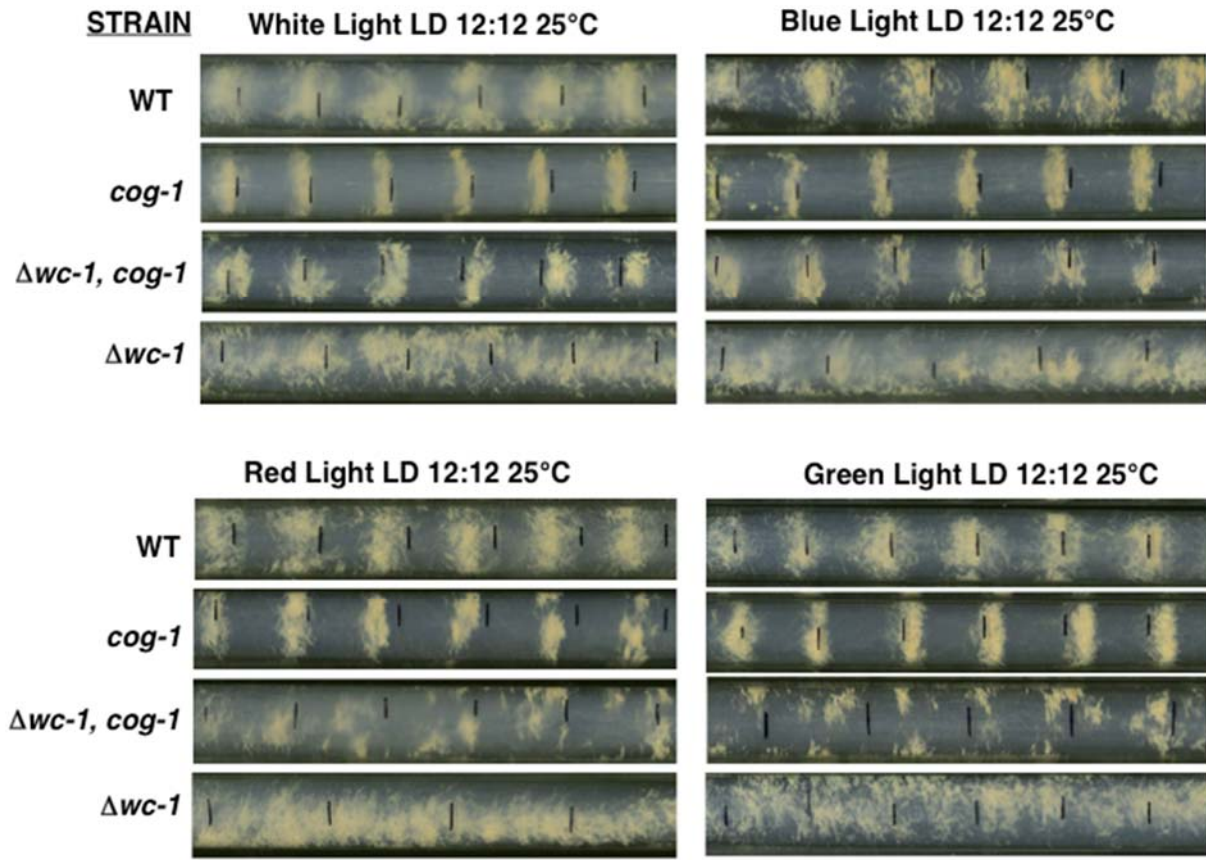 STRAIN White Light LD 12:12 25°C Blue Light LD 12:12 25°C
WT
cog-1
Δwc-1, cog-1
Δwc-1
Red Light LD 12:12 25°C Green Light LD 12:12 25°C
WT
cog-1
Δwc-1, cog-1
Δwc-1